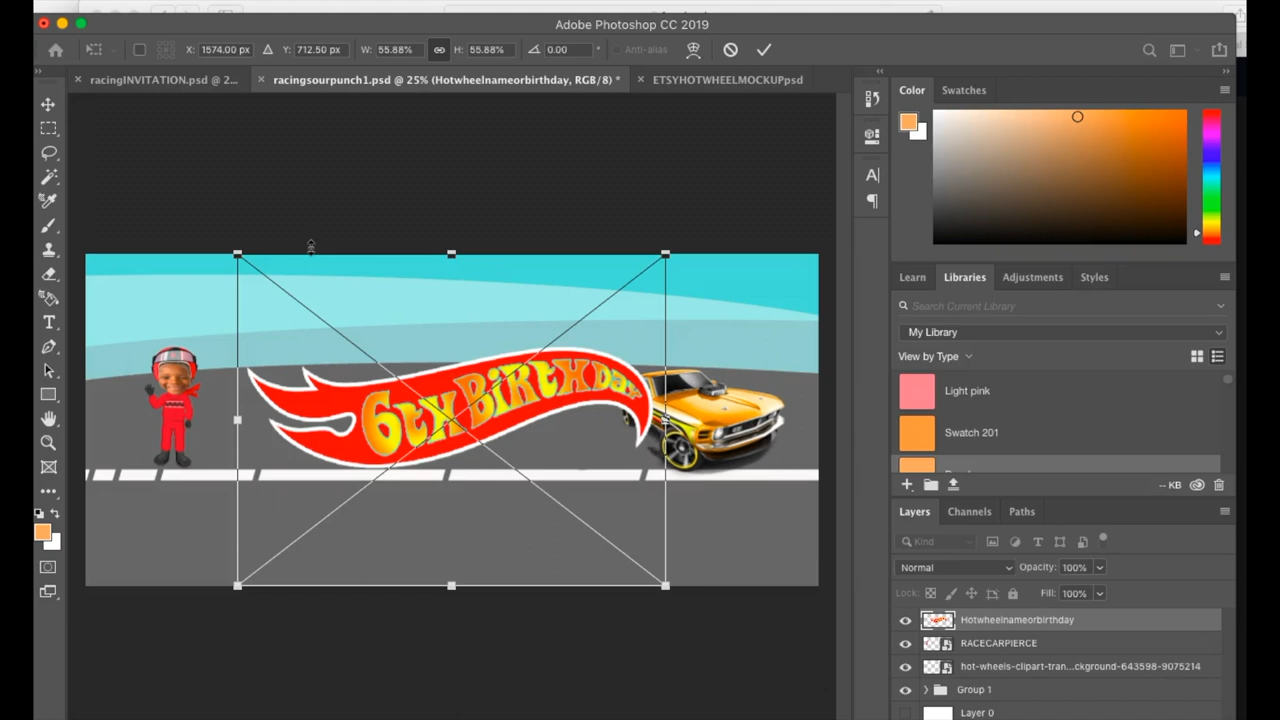 Adobe Photoshop CC 2019
X: 1574.00 px Y: 712.50 px W: 55.88% H: 55.88% 0.00 ° Anti-alias
racingINVITATION.psd @ 2... racingsourpunch1.psd @ 25% (Hotwheelnameorbirthday, RGB/8) * ETSYHOTWHEELMOCKUPpsd
Color Swatches
Learn Libraries Adjustments Styles
Search Current Library
My Library
View by Type
Light pink
6tH BiRtH Day
Swatch 201
-- KB
Layers Channels Paths
Kind
Normal Opacity: 100%
Lock: Fill: 100%
Hotwheelnameorbirthday
RACECARPIERCE
hot-wheels-clipart-tran...ckground-643598-9075214
Group 1
Layer 0